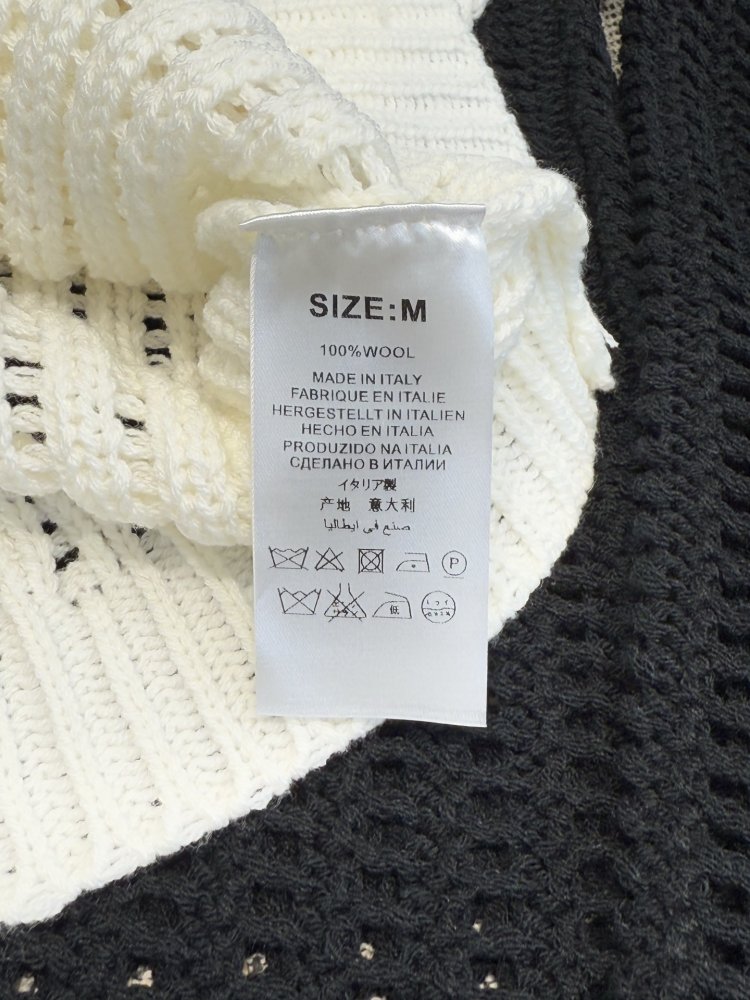 SIZE:M
100%WOOL
MADE IN ITALY
FABRIQUE EN ITALIE
HERGESTELLT IN ITALIEN
HECHO EN ITALIA
PRODUZIDO NA ITALIA
СДЕЛАНО В ИТАЛИИ
イタリア製
产地 意大利
صنع في ايطاليا
P
低